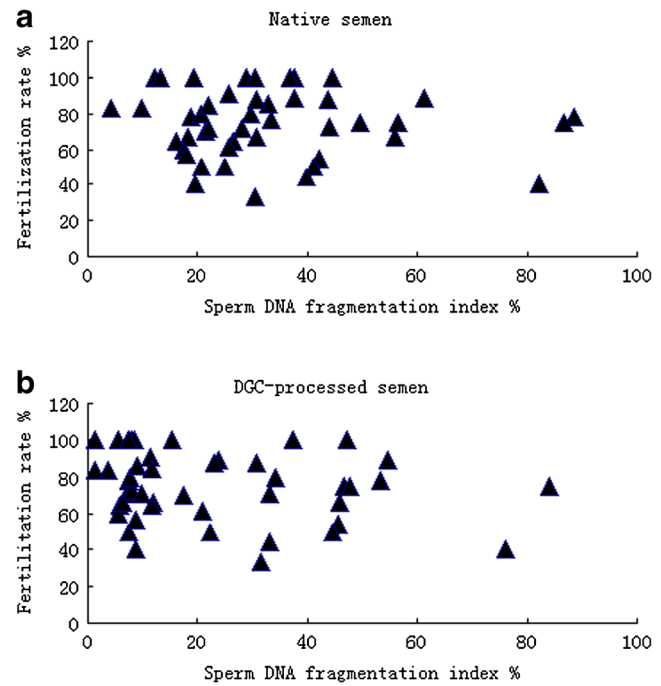 a
Native semen
Fertilization rate %
120
100
80
60
40
20
0
0 20 40 60 80 100
Sperm DNA fragmentation index %
b
DGC-processed semen
Fertilitation rate %
120
100
80
60
40
20
0
0 20 40 60 80 100
Sperm DNA fragmentation index %